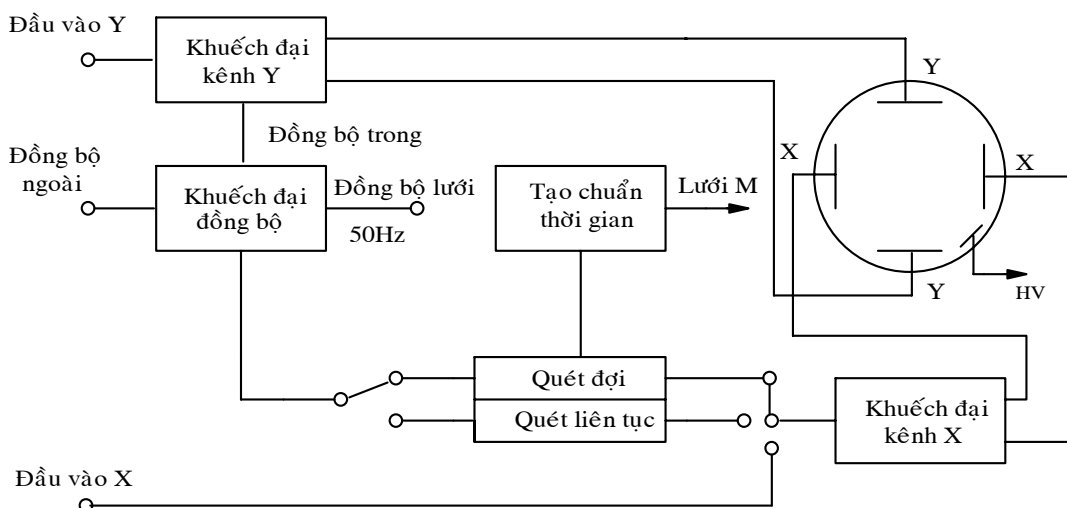 Đầu vào Y
Khuếch đại
kênh Y
Y
Đồng bộ trong
Đồng bộ
ngoài
Khuếch đại
đồng bộ
Đồng bộ lưới
50Hz
Tạo chuẩn
thời gian
Lưới M
X
X
Y
HV
Quét đợi
Quét liên tục
Khuếch đại
kênh X
Đầu vào X